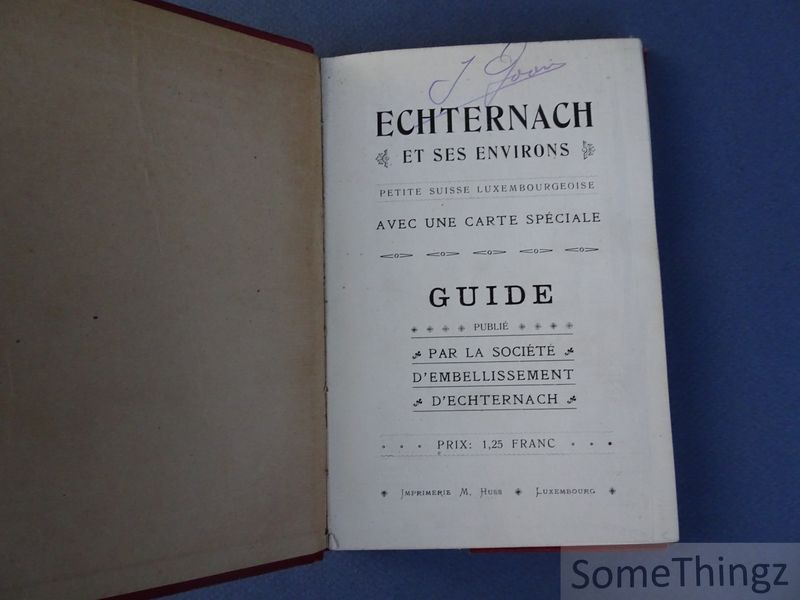 ECHTERNACH
ET SES ENVIRONS
PETITE SUISSE LUXEMBOURGEOISE
AVEC UNE CARTE SPÉCIALE
GUIDE
PUBLIÉ
PAR LA SOCIÉTÉ
D'EMBELLISSEMENT
D'ECHTERNACH
PRIX: 1,25 FRANC
IMPRIMERIE M. HUSS LUXEMBOURG
SomeThingz